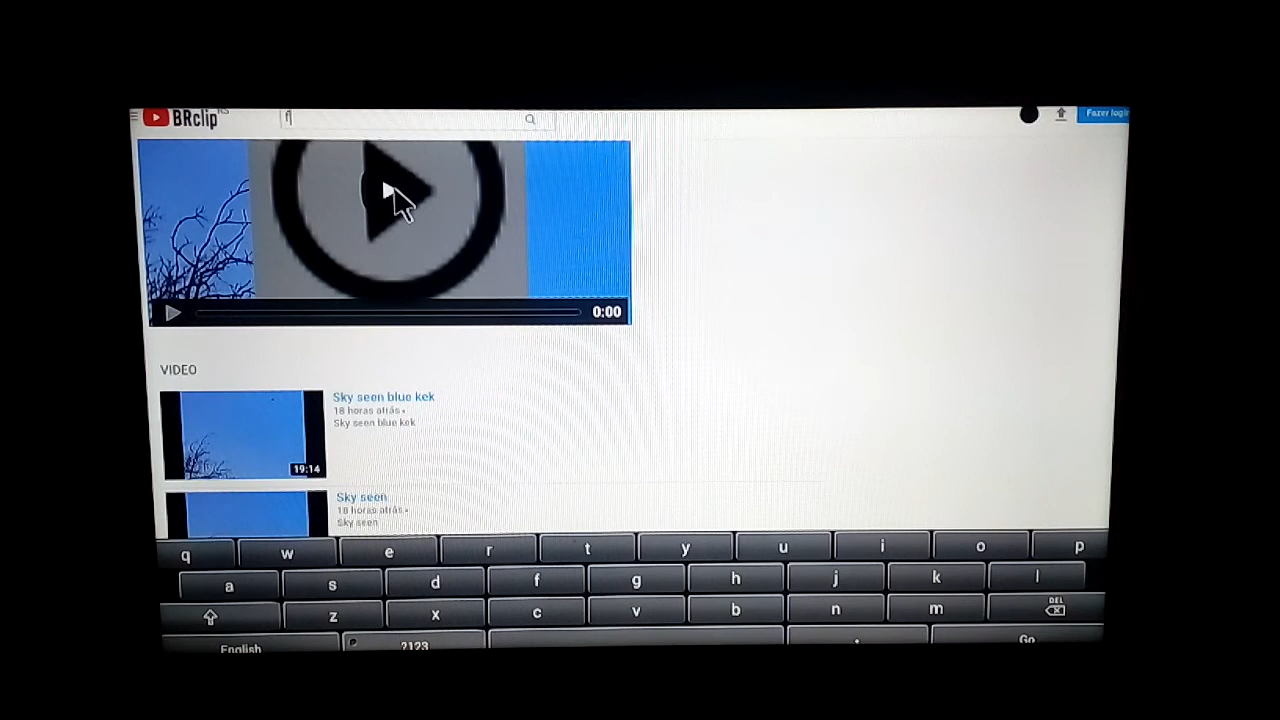 BRclip RS
f
Fazer login
0:00
VIDEO
Sky seen blue kek
18 horas atrás •
Sky seen blue kek
19:14
Sky seen
18 horas atrás •
Sky seen
q w e r t y u i o p
a s d f g h j k l
z x c v b n m DEL
English ?123 . Go